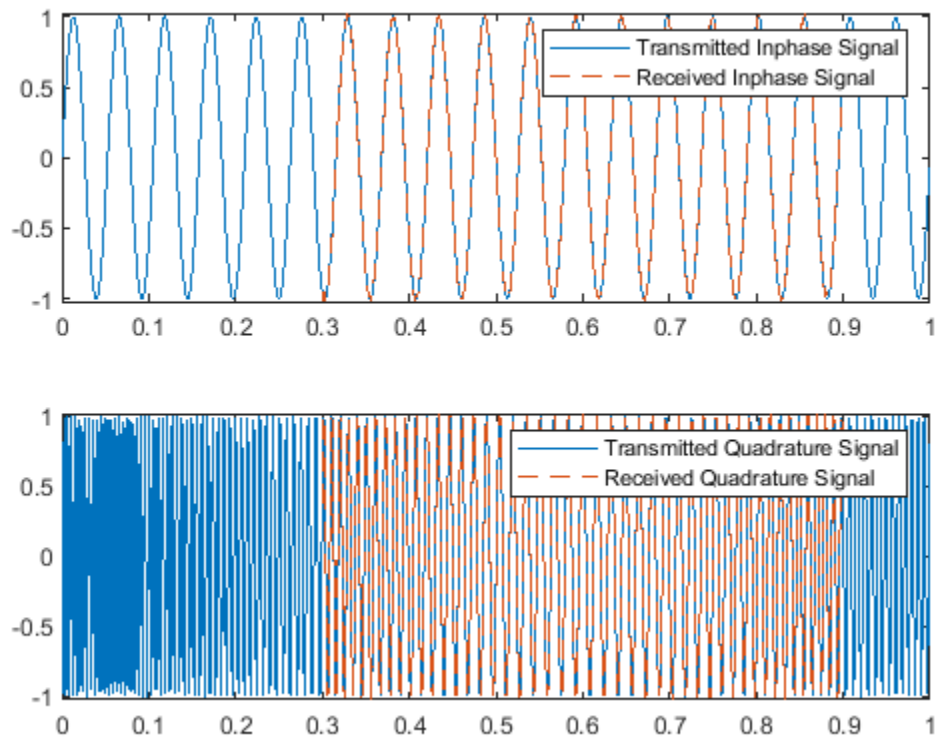 1
Transmitted Inphase Signal
0.5
Received Inphase Signal
0
-0.5
-1
0 0.1 0.2 0.3 0.4 0.5 0.6 0.7 0.8 0.9 1
1
Transmitted Quadrature Signal
0.5
Received Quadrature Signal
0
-0.5
-1
0 0.1 0.2 0.3 0.4 0.5 0.6 0.7 0.8 0.9 1